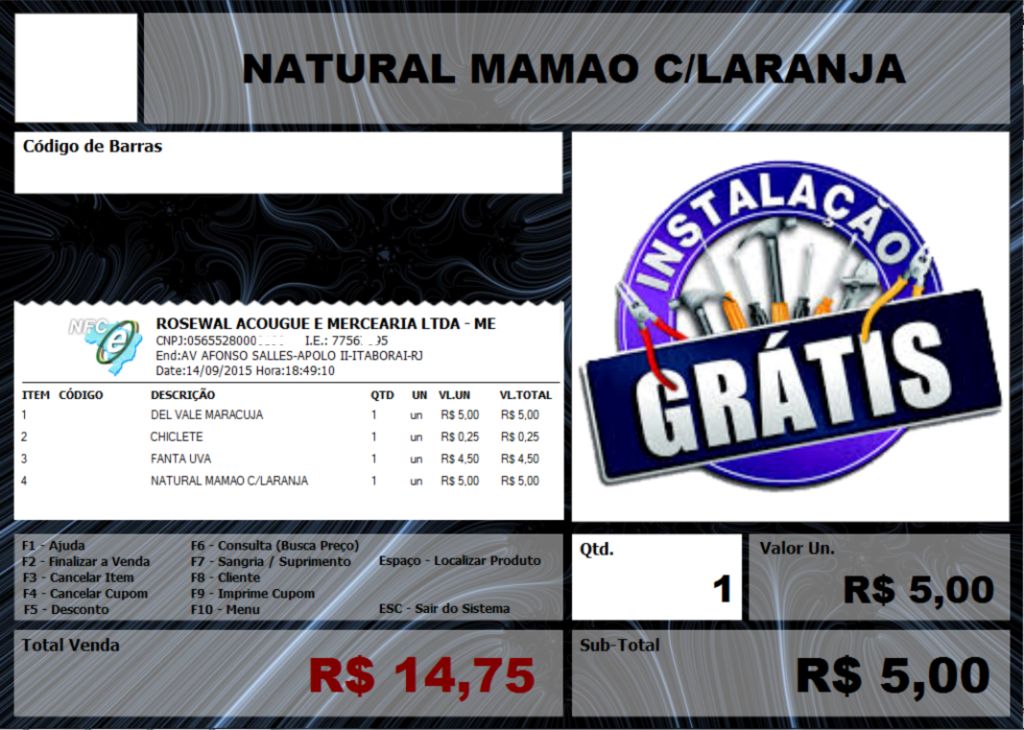 NATURAL MAMAO C/LARANJA
Código de Barras
INSTALAÇÃO
GRÁTIS
NFC e
ROSEWAL ACOUGUE E MERCEARIA LTDA - ME
CNPJ:0565528000 I.E.: 7756 95
End:AV AFONSO SALLES-APOLO II-ITABORAI-RJ
Date:14/09/2015 Hora:18:49:10
ITEM CÓDIGO DESCRIÇÃO QTD UN VL.UN VL.TOTAL
1 DEL VALE MARACUJA 1 un R$ 5,00 R$ 5,00
2 CHICLETE 1 un R$ 0,25 R$ 0,25
3 FANTA UVA 1 un R$ 4,50 R$ 4,50
4 NATURAL MAMAO C/LARANJA 1 un R$ 5,00 R$ 5,00
F1 - Ajuda
F2 - Finalizar a Venda
F3 - Cancelar Item
F4 - Cancelar Cupom
F5 - Desconto
F6 - Consulta (Busca Preço)
F7 - Sangria / Suprimento
F8 - Cliente
F9 - Imprime Cupom
F10 - Menu
Espaço - Localizar Produto
ESC - Sair do Sistema
Qtd.
1
Valor Un.
R$ 5,00
Total Venda
R$ 14,75
Sub-Total
R$ 5,00